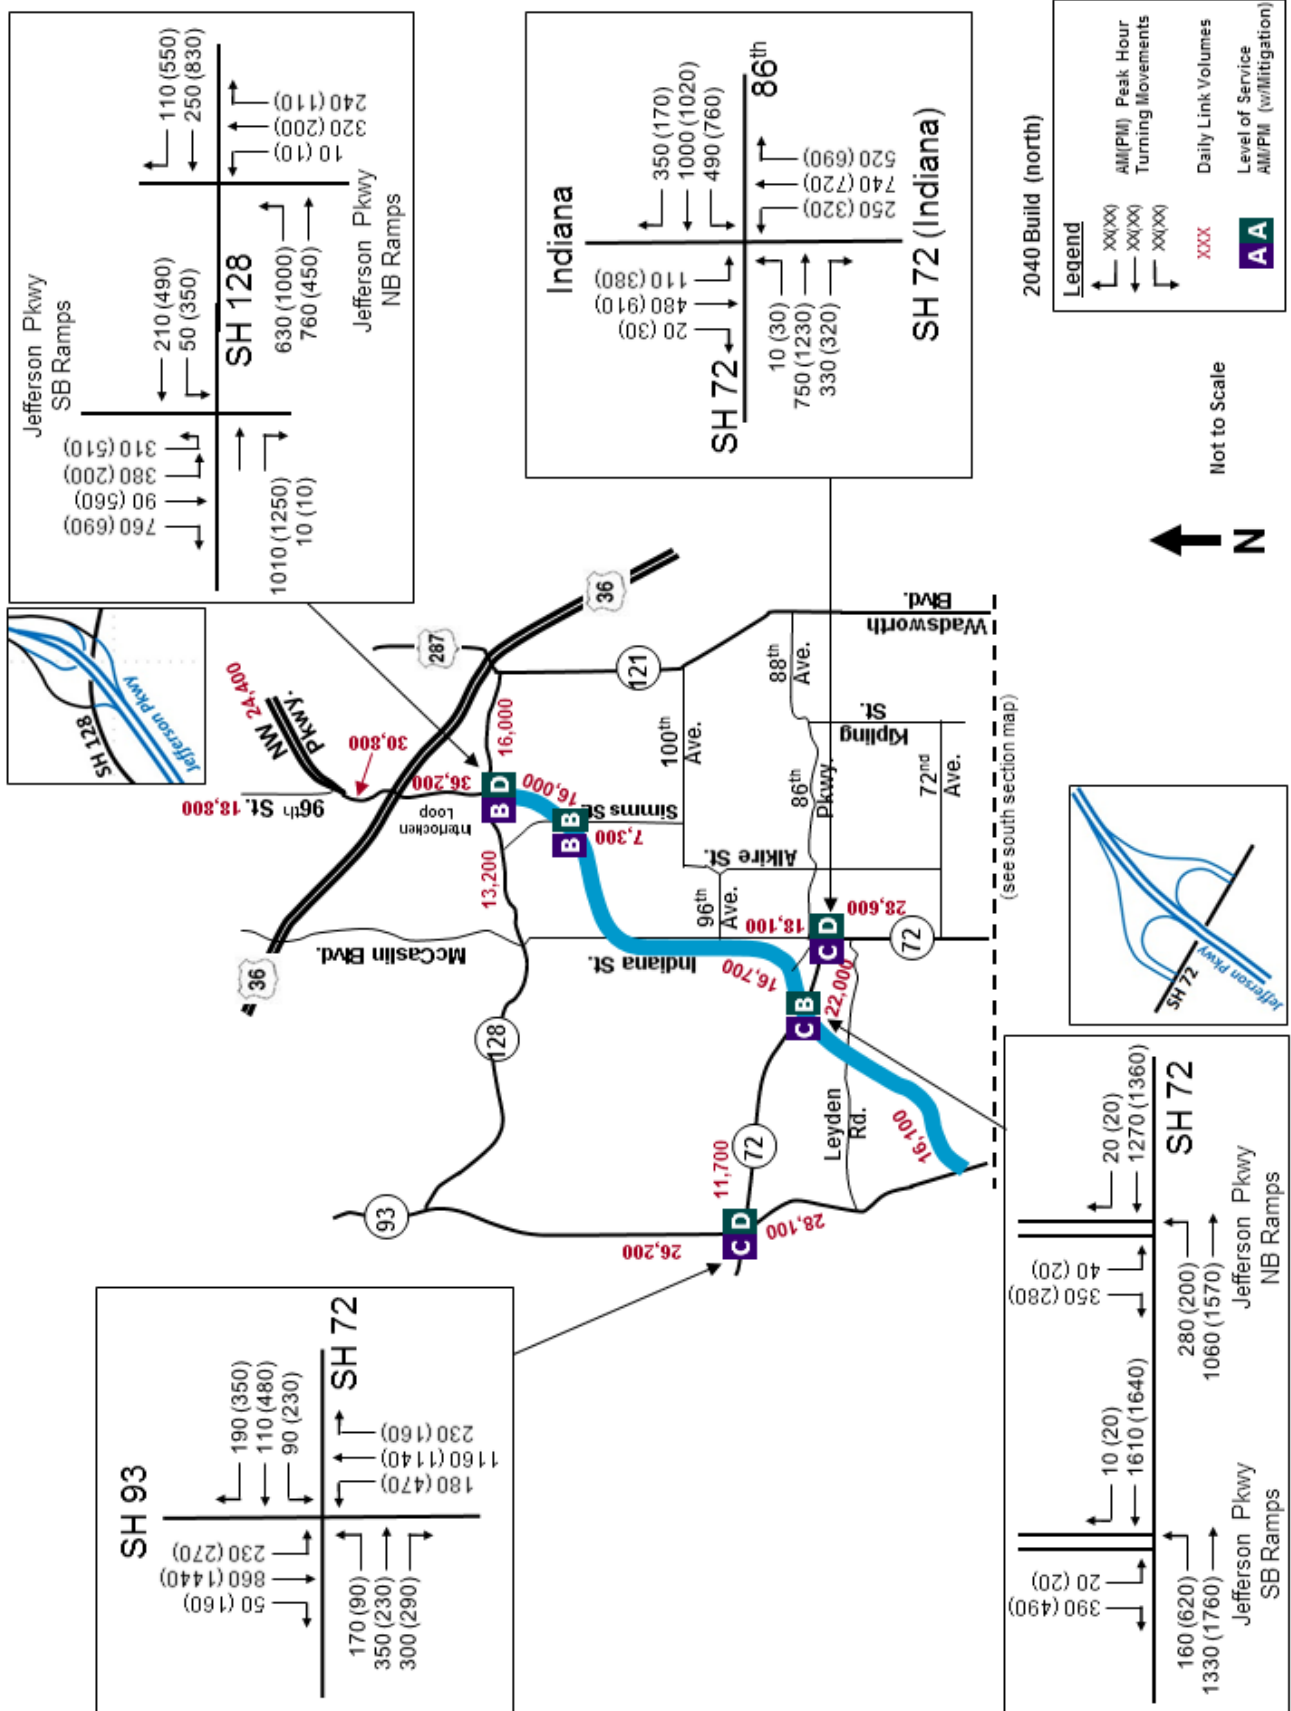 Jefferson Pkwy
SB Ramps
310 (510)
380 (200)
90 (560)
760 (690)
210 (490)
50 (350)
1010 (1250)
10 (10)
SH 128
110 (550)
250 (830)
630 (1000)
760 (450)
10 (10)
320 (200)
240 (110)
Jefferson Pkwy
NB Ramps
SH 128
Jefferson Pkwy
Indiana
110 (380)
480 (910)
20 (30)
350 (170)
1000 (1020)
490 (760)
SH 72
86th
10 (30)
750 (1230)
330 (320)
250 (320)
740 (720)
520 (690)
SH 72 (Indiana)
2040 Build (north)
Legend
XX(XX)
XX(XX)
XX(XX)
AM(PM) Peak Hour
Turning Movements
XXX
Daily Link Volumes
A A
Level of Service
AM/PM (w/Mitigation)
Not to Scale
N
NW
Pkwy.
24,400
96th St.
18,800
30,800
36
36
287
Interlocken
Loop
36,200
16,000
B D
16,000
13,200
B B
Simms St.
7,300
121
100th
Ave.
88th
Ave.
Wadsworth
Blvd.
Kipling
St.
86th
Pkwy.
72nd
Ave.
Alkire St.
96th
Ave.
McCaslin Blvd.
Indiana St.
128
18,100
28,600
C D
72
16,700
C B
22,000
Leyden
Rd.
16,100
93
72
11,700
C D
26,200
28,100
(see south section map)
SH 72
Jefferson Pkwy
SH 93
230 (270)
860 (1440)
50 (160)
190 (350)
110 (480)
90 (230)
SH 72
170 (90)
350 (230)
300 (290)
180 (470)
1160 (1140)
230 (160)
20 (20)
390 (490)
10 (20)
1610 (1640)
160 (620)
1330 (1760)
Jefferson Pkwy
SB Ramps
40 (20)
350 (280)
20 (20)
1270 (1360)
280 (200)
1060 (1570)
Jefferson Pkwy
NB Ramps
SH 72